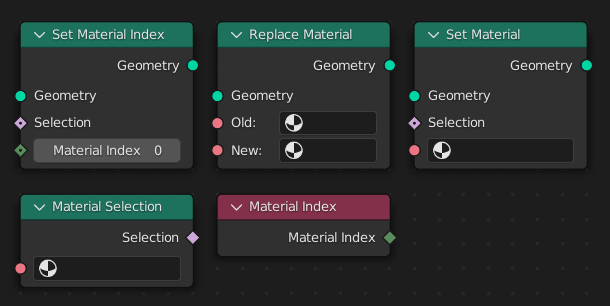 Set Material Index
Geometry
Geometry
Selection
Material Index 0
Replace Material
Geometry
Geometry
Old:
New:
Set Material
Geometry
Geometry
Selection
Material Selection
Selection
Material Index
Material Index